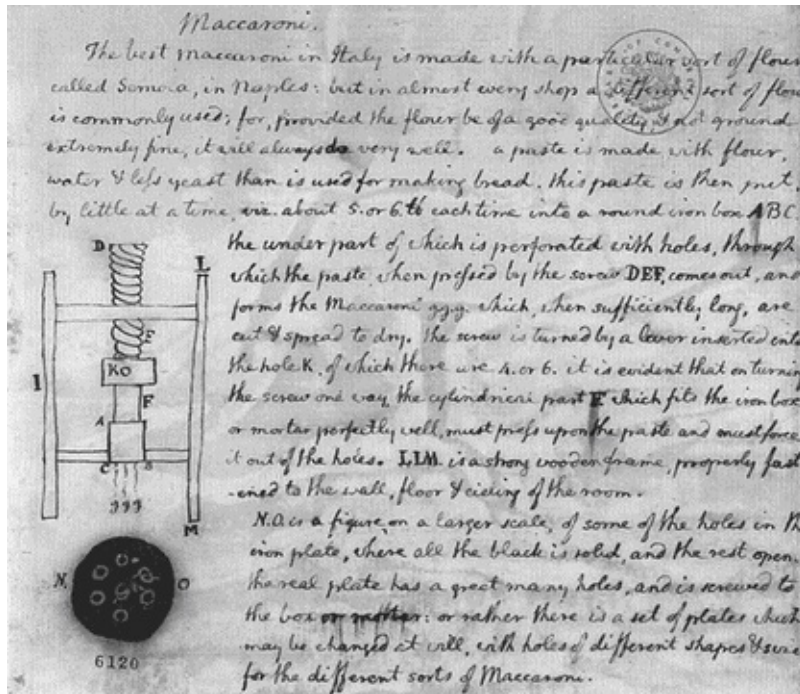 Maccaroni.
The best maccaroni in Italy is made with a particular sort of flour
called Semola, in Naples: but in almost every shop a different sort of flour
is commonly used; for, provided the flour be of a good quality, & not ground
extremely fine, it will always do very well. a paste is made with flour,
water & less yeast than is used for making bread. this paste is then put,
by little at a time, viz. about 5. or 6. lb each time into a round iron box ABC.
the under part of which is perforated with holes, through
which the paste, when pressed by the screw DEF, comes out, and
forms the Maccaroni g.g.g. which, when sufficiently long, are
cut & spread to dry. the screw is turned by a lever inserted into
the hole K, of which there are 4. or 6. it is evident that on turning
the screw one way, the cylindrical part F. which fits the iron box
or mortar perfectly well, must press upon the paste and must force
it out of the holes. LLM. is a strong wooden frame, properly fast
-ened to the wall, floor & cieling of the room.
N.O. is a figure, on a larger scale, of some of the holes in the
iron plate, where all the black is solid, and the rest open.
the real plate has a great many holes, and is screwed to
the box or mortar: or rather there is a set of plates which
may be changed at will, with holes of different shapes & sizes
for the different sorts of Maccaroni.
D
L
E
KO
I
F
A
C B
ggg
M
N. O
6120